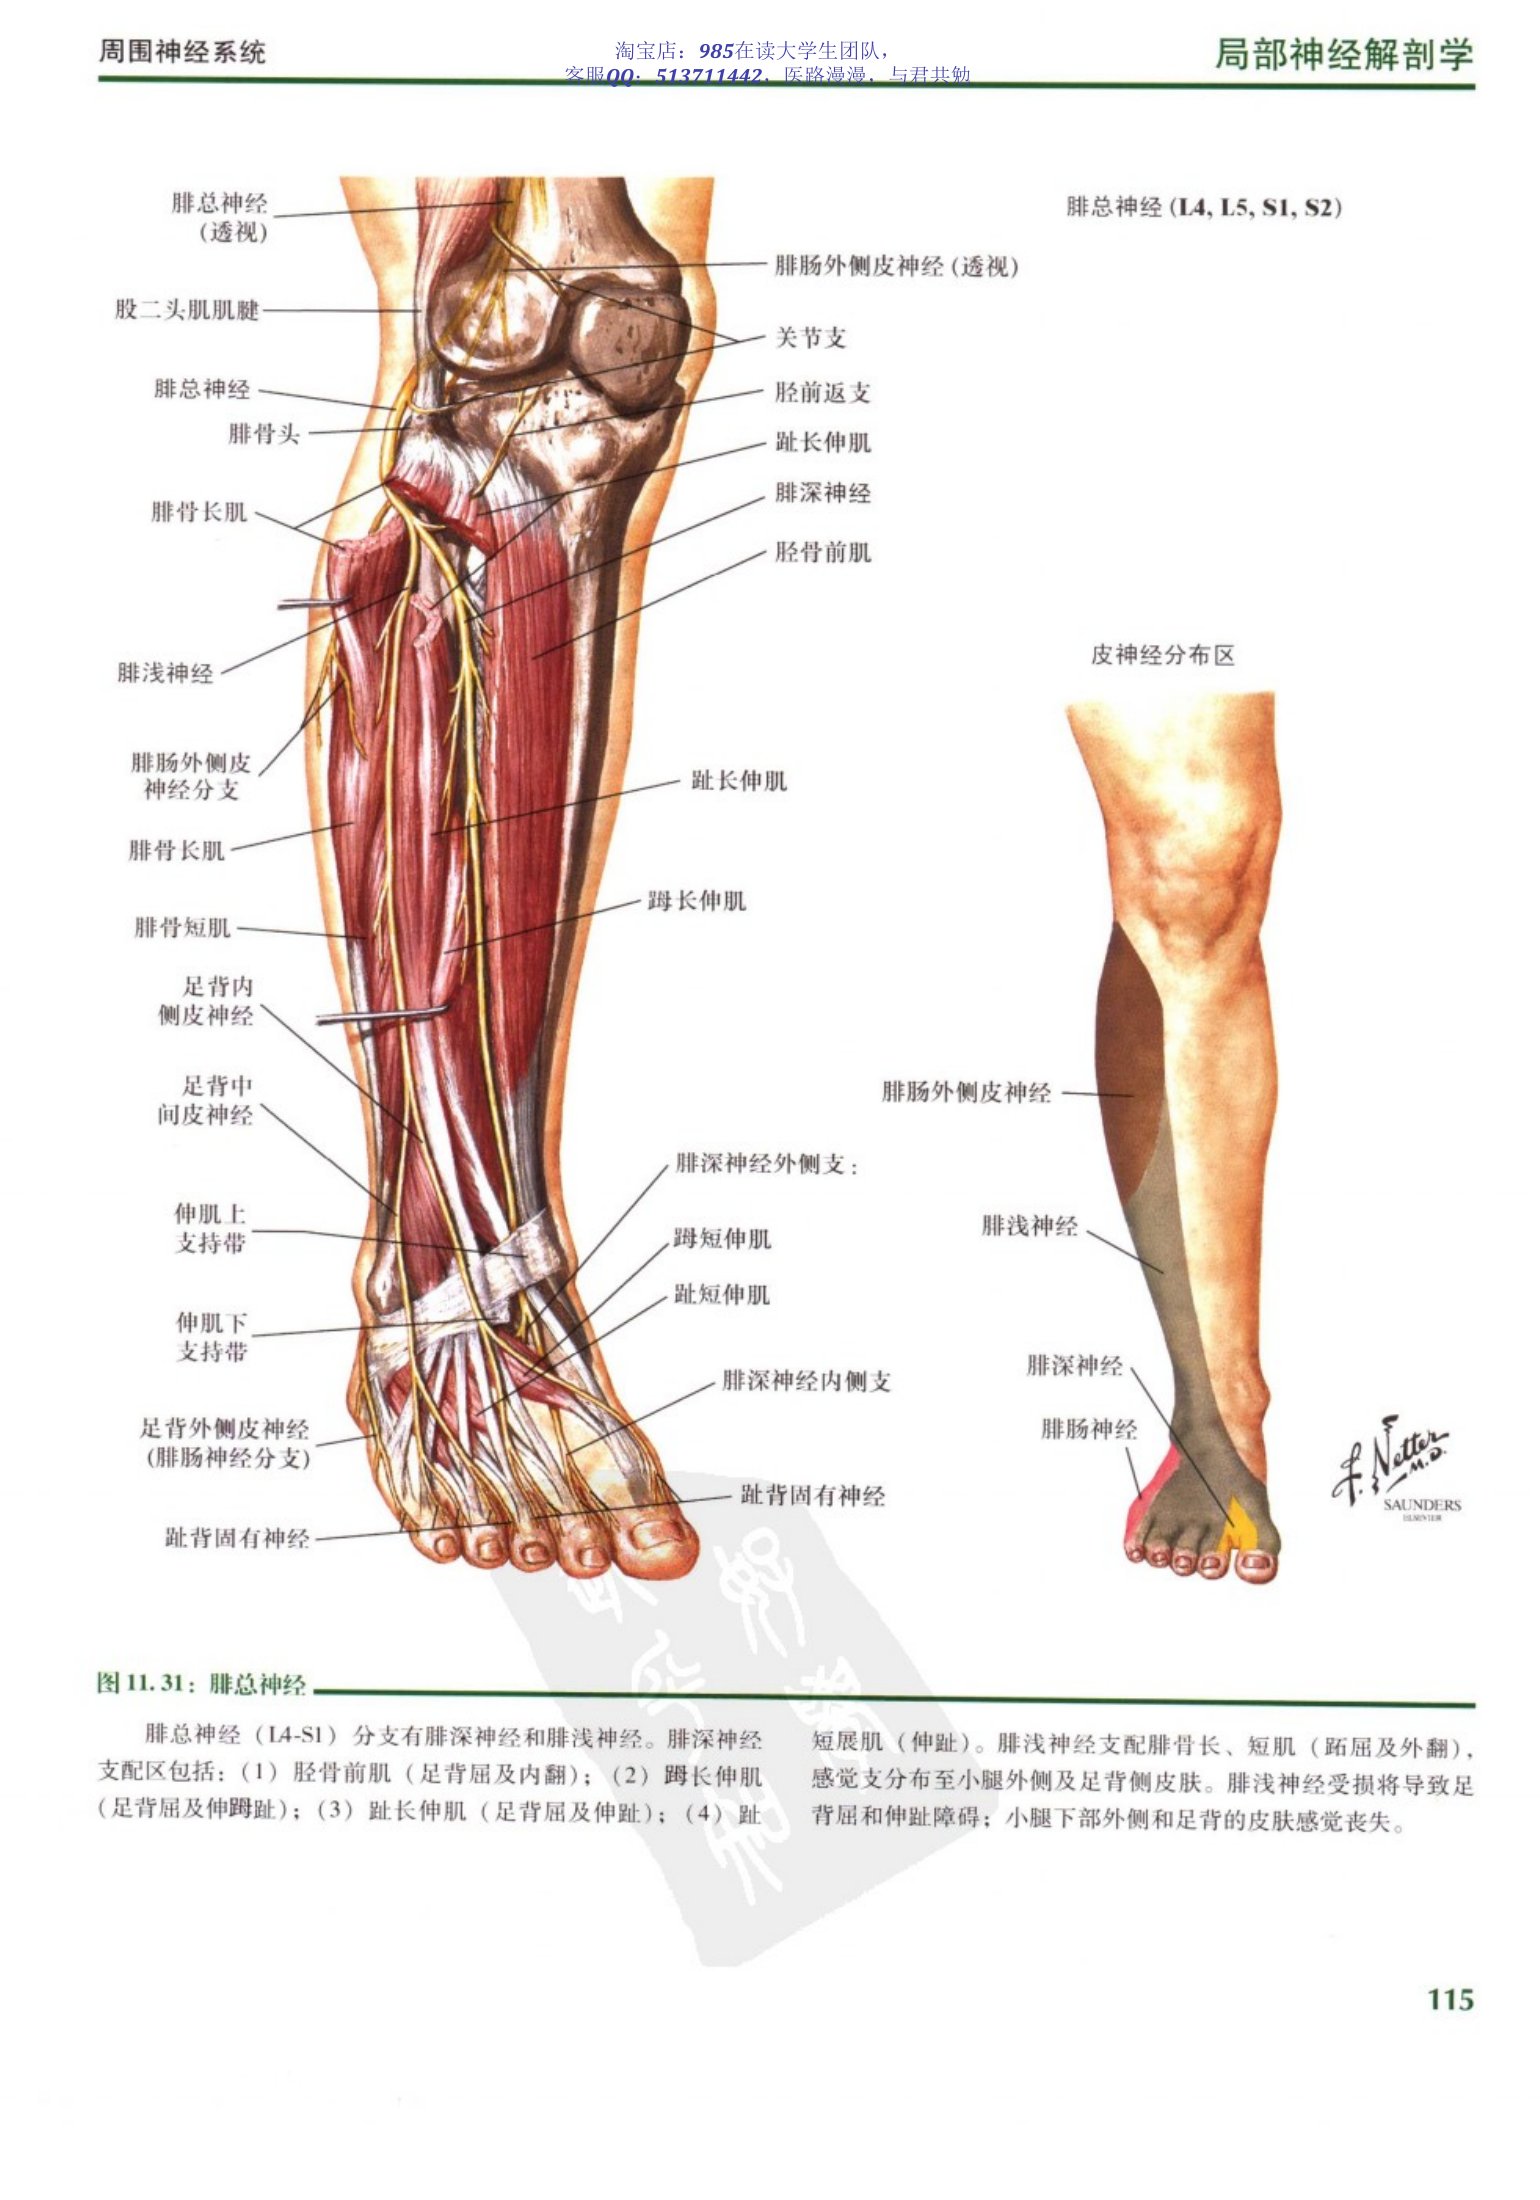 周围神经系统
淘宝店：985在读大学生团队，
客服QQ：513711442，医路漫漫，与君共勉
局部神经解剖学
腓总神经
(透视)
股二头肌肌腱
腓总神经
腓骨头
腓骨长肌
腓浅神经
腓肠外侧皮
神经分支
腓骨长肌
腓骨短肌
足背内
侧皮神经
足背中
间皮神经
伸肌上
支持带
伸肌下
支持带
足背外侧皮神经
(腓肠神经分支)
趾背固有神经
腓肠外侧皮神经 (透视)
关节支
胫前返支
趾长伸肌
腓深神经
胫骨前肌
趾长伸肌
𧿹长伸肌
腓深神经外侧支：
𧿹短伸肌
趾短伸肌
腓深神经内侧支
趾背固有神经
腓总神经 (L4, L5, S1, S2)
皮神经分布区
腓肠外侧皮神经
腓浅神经
腓深神经
腓肠神经
F. Netter
M.D.
SAUNDERS
ELSEVIER
图 11.31：腓总神经
腓总神经（L4-S1）分支有腓深神经和腓浅神经。腓深神经
支配区包括：（1）胫骨前肌（足背屈及内翻）；（2）𧿹长伸肌
（足背屈及伸𧿹趾）；（3）趾长伸肌（足背屈及伸趾）；（4）趾
短展肌（伸趾）。腓浅神经支配腓骨长、短肌（跖屈及外翻），
感觉支分布至小腿外侧及足背侧皮肤。腓浅神经受损将导致足
背屈和伸趾障碍；小腿下部外侧和足背的皮肤感觉丧失。
115